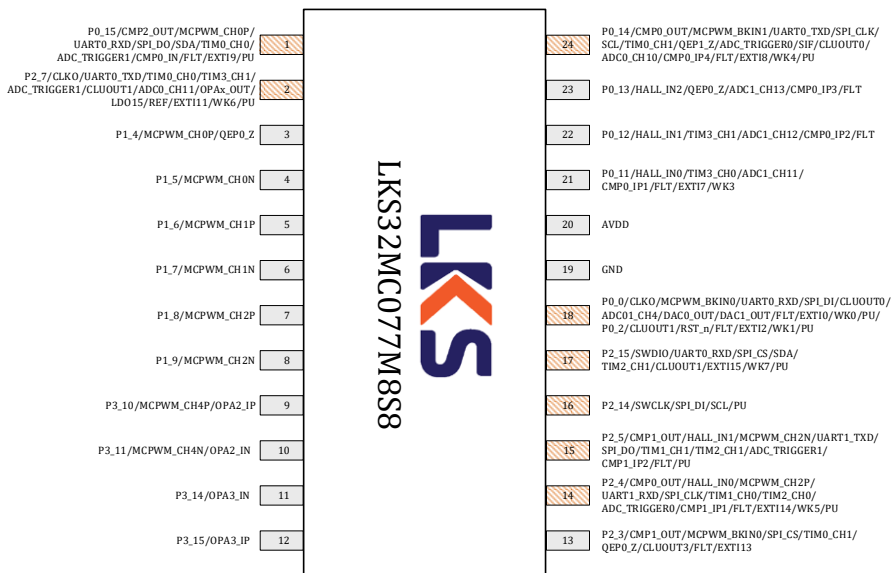 P0_15/CMP2_OUT/MCPWM_CH0P/
UART0_RXD/SPI_DO/SDA/TIM0_CH0/
ADC_TRIGGER1/CMP0_IN/FLT/EXTI9/PU
1
P2_7/CLKO/UART0_TXD/TIM0_CH0/TIM3_CH1/
ADC_TRIGGER1/CLUOUT1/ADC0_CH11/OPAx_OUT/
LDO15/REF/EXTI11/WK6/PU
2
P1_4/MCPWM_CH0P/QEP0_Z
3
P1_5/MCPWM_CH0N
4
P1_6/MCPWM_CH1P
5
P1_7/MCPWM_CH1N
6
P1_8/MCPWM_CH2P
7
P1_9/MCPWM_CH2N
8
P3_10/MCPWM_CH4P/OPA2_IP
9
P3_11/MCPWM_CH4N/OPA2_IN
10
P3_14/OPA3_IN
11
P3_15/OPA3_IP
12
LKS32MC077M8S8
LKS
24
P0_14/CMP0_OUT/MCPWM_BKIN1/UART0_TXD/SPI_CLK/
SCL/TIM0_CH1/QEP1_Z/ADC_TRIGGER0/SIF/CLUOUT0/
ADC0_CH10/CMP0_IP4/FLT/EXTI8/WK4/PU
23
P0_13/HALL_IN2/QEP0_Z/ADC1_CH13/CMP0_IP3/FLT
22
P0_12/HALL_IN1/TIM3_CH1/ADC1_CH12/CMP0_IP2/FLT
21
P0_11/HALL_IN0/TIM3_CH0/ADC1_CH11/
CMP0_IP1/FLT/EXTI7/WK3
20
AVDD
19
GND
18
P0_0/CLKO/MCPWM_BKIN0/UART0_RXD/SPI_DI/CLUOUT0/
ADC01_CH4/DAC0_OUT/DAC1_OUT/FLT/EXTI0/WK0/PU/
P0_2/CLUOUT1/RST_n/FLT/EXTI2/WK1/PU
17
P2_15/SWDIO/UART0_RXD/SPI_CS/SDA/
TIM2_CH1/CLUOUT1/EXTI15/WK7/PU
16
P2_14/SWCLK/SPI_DI/SCL/PU
15
P2_5/CMP1_OUT/HALL_IN1/MCPWM_CH2N/UART1_TXD/
SPI_DO/TIM1_CH1/TIM2_CH1/ADC_TRIGGER1/
CMP1_IP2/FLT/PU
14
P2_4/CMP0_OUT/HALL_IN0/MCPWM_CH2P/
UART1_RXD/SPI_CLK/TIM1_CH0/TIM2_CH0/
ADC_TRIGGER0/CMP1_IP1/FLT/EXTI14/WK5/PU
13
P2_3/CMP1_OUT/MCPWM_BKIN0/SPI_CS/TIM0_CH1/
QEP0_Z/CLUOUT3/FLT/EXTI13